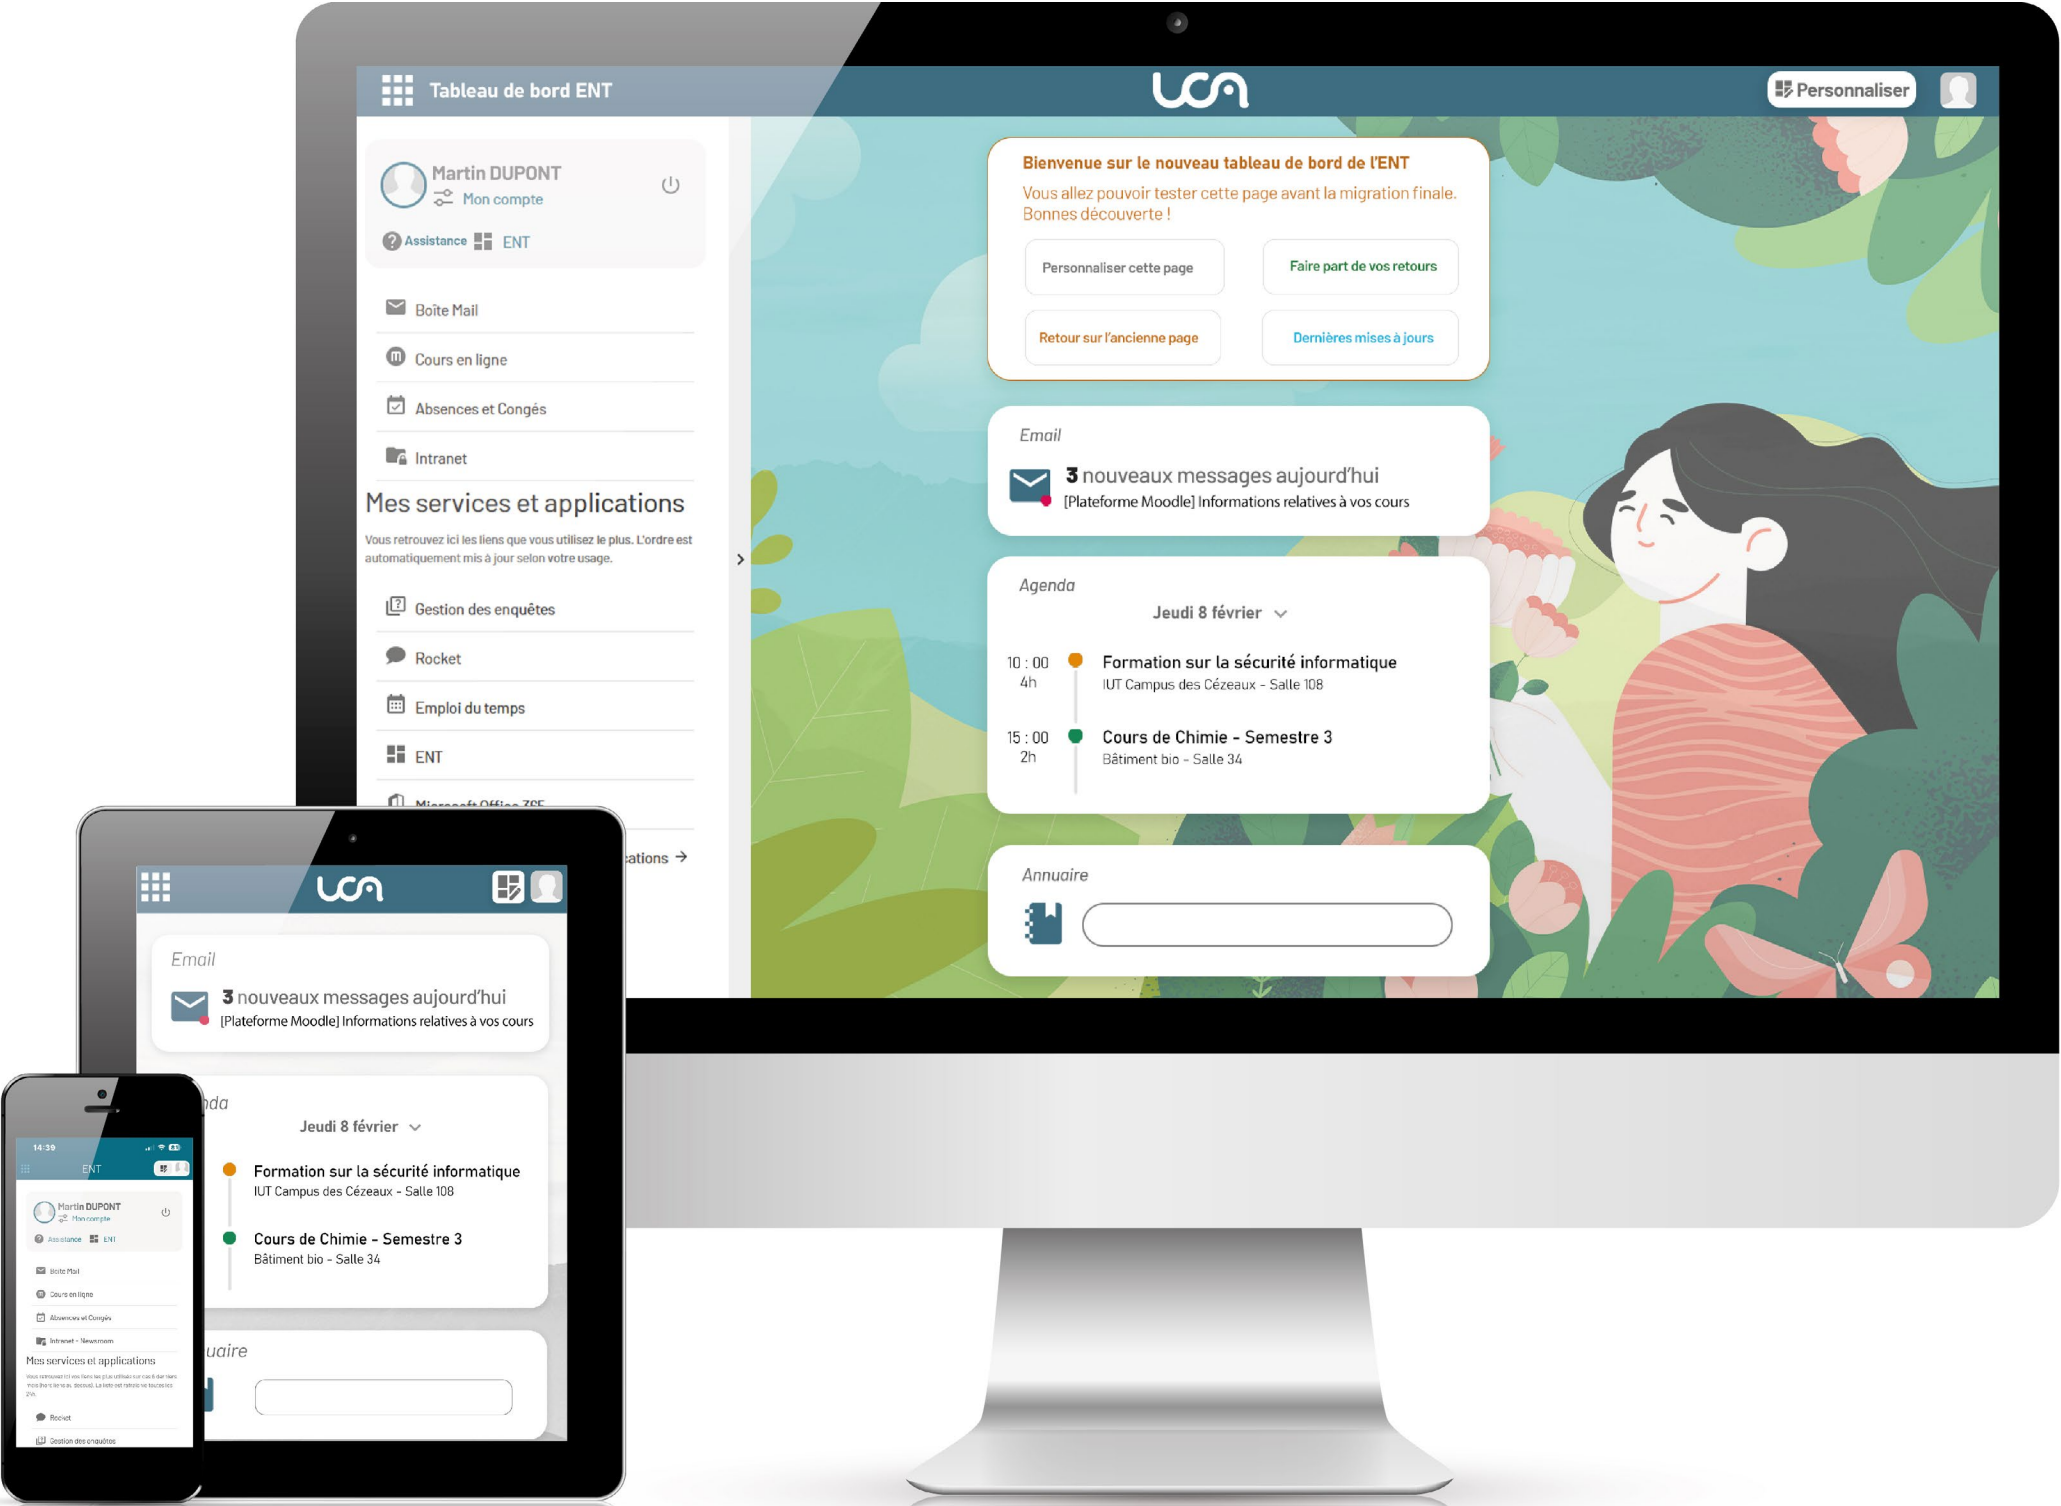 Tableau de bord ENT
uca
Personnaliser
Martin DUPONT
Mon compte
Assistance ENT
Boîte Mail
Cours en ligne
Absences et Congés
Intranet
Mes services et applications
Vous retrouvez ici les liens que vous utilisez le plus. L'ordre est
automatiquement mis à jour selon votre usage.
Gestion des enquêtes
Rocket
Emploi du temps
ENT
Microsoft Office 365
cations →
Bienvenue sur le nouveau tableau de bord de l'ENT
Vous allez pouvoir tester cette page avant la migration finale.
Bonnes découverte !
Personnaliser cette page
Faire part de vos retours
Retour sur l'ancienne page
Dernières mises à jours
Email
3 nouveaux messages aujourd'hui
[Plateforme Moodle] Informations relatives à vos cours
Agenda
Jeudi 8 février
10 : 00 Formation sur la sécurité informatique
4h IUT Campus des Cézeaux - Salle 108
15 : 00 Cours de Chimie - Semestre 3
2h Bâtiment bio - Salle 34
Annuaire
uca
Email
3 nouveaux messages aujourd'hui
[Plateforme Moodle] Informations relatives à vos cours
nda
Jeudi 8 février
Formation sur la sécurité informatique
IUT Campus des Cézeaux - Salle 108
Cours de Chimie - Semestre 3
Bâtiment bio - Salle 34
uaire
14:39
ENT
Martin DUPONT
Mon compte
Assistance ENT
Boîte Mail
Cours en ligne
Absences et Congés
Intranet - Newsroom
Mes services et applications
Rocket
Gestion des enquêtes